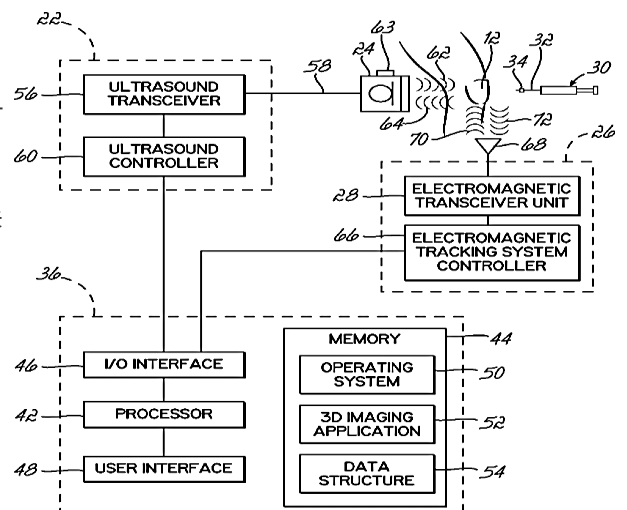 22
63
24
62
12
34
32
30
56
ULTRASOUND
TRANSCEIVER
58
64
70
72
60
ULTRASOUND
CONTROLLER
68
26
28
ELECTROMAGNETIC
TRANSCEIVER UNIT
66
ELECTROMAGNETIC
TRACKING SYSTEM
CONTROLLER
36
MEMORY
44
46
I/O INTERFACE
OPERATING
SYSTEM
50
42
PROCESSOR
3D IMAGING
APPLICATION
52
48
USER INTERFACE
DATA
STRUCTURE
54